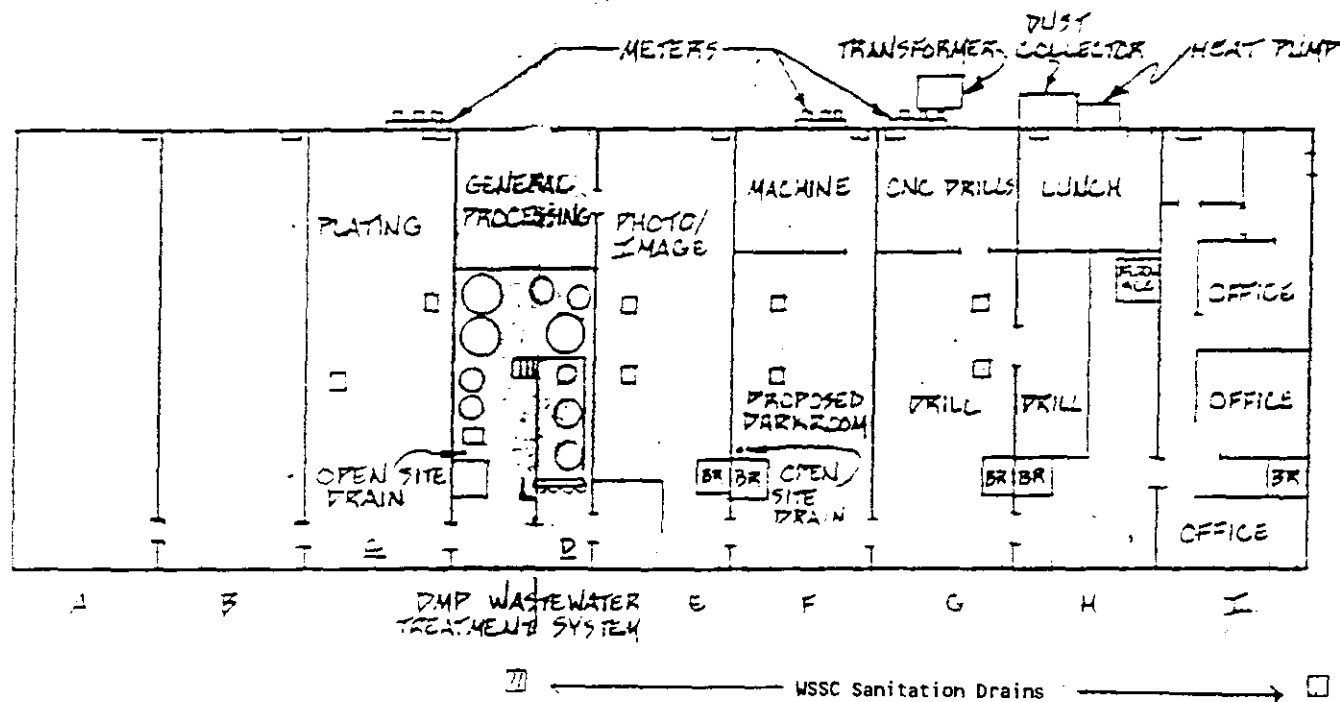 DUST
METERS
TRANSFORMER
COLLECTOR
HEAT PUMP
GENERAL
PROCESSING
PLATING
PHOTO/
IMAGE
MACHINE
CNC DRILLS
LUNCH
OFFICE
OFFICE
PROPOSED
DARKROOM
DRILL
DRILL
OPEN SITE
DRAIN
BR
BR
OPEN
SITE
DRAIN
BR
BR
BR
OFFICE
C
D
A
B
DMP WASTEWATER
TREATMENT SYSTEM
E
F
G
H
I
WSSC Sanitation Drains